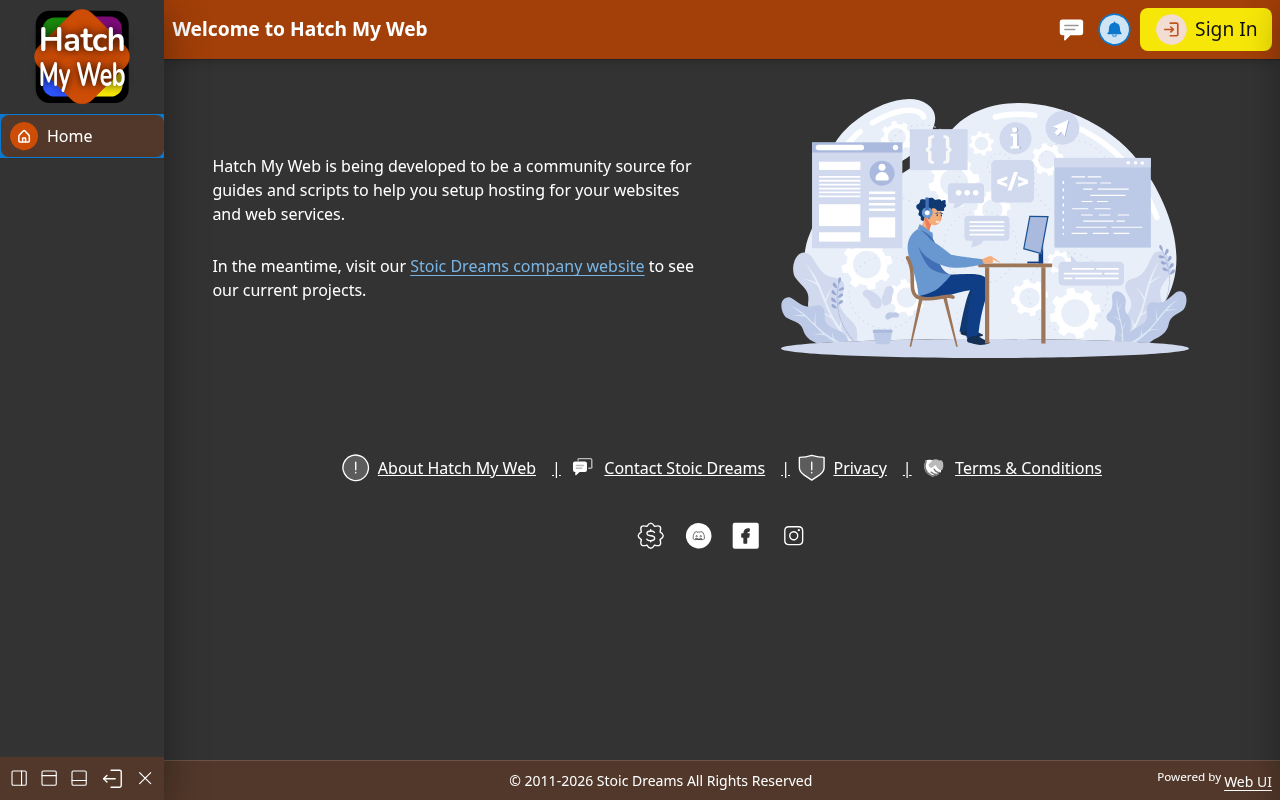 Hatch
My Web
Welcome to Hatch My Web
Sign In
Home
Hatch My Web is being developed to be a community source for
guides and scripts to help you setup hosting for your websites
and web services.
In the meantime, visit our Stoic Dreams company website to see
our current projects.
{ }
i
</>
About Hatch My Web | Contact Stoic Dreams | Privacy | Terms & Conditions
© 2011-2026 Stoic Dreams All Rights Reserved
Powered by Web UI